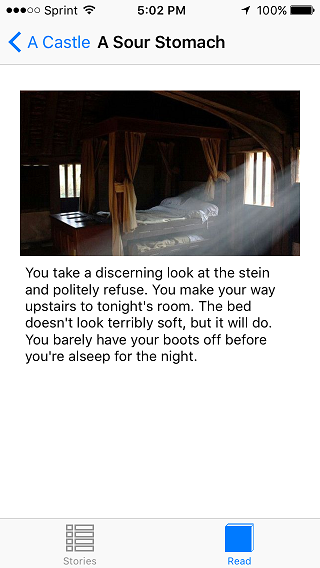 Sprint 5:02 PM 100%
A Castle A Sour Stomach
You take a discerning look at the stein
and politely refuse. You make your way
upstairs to tonight's room. The bed
doesn't look terribly soft, but it will do.
You barely have your boots off before
you're alseep for the night.
Stories Read